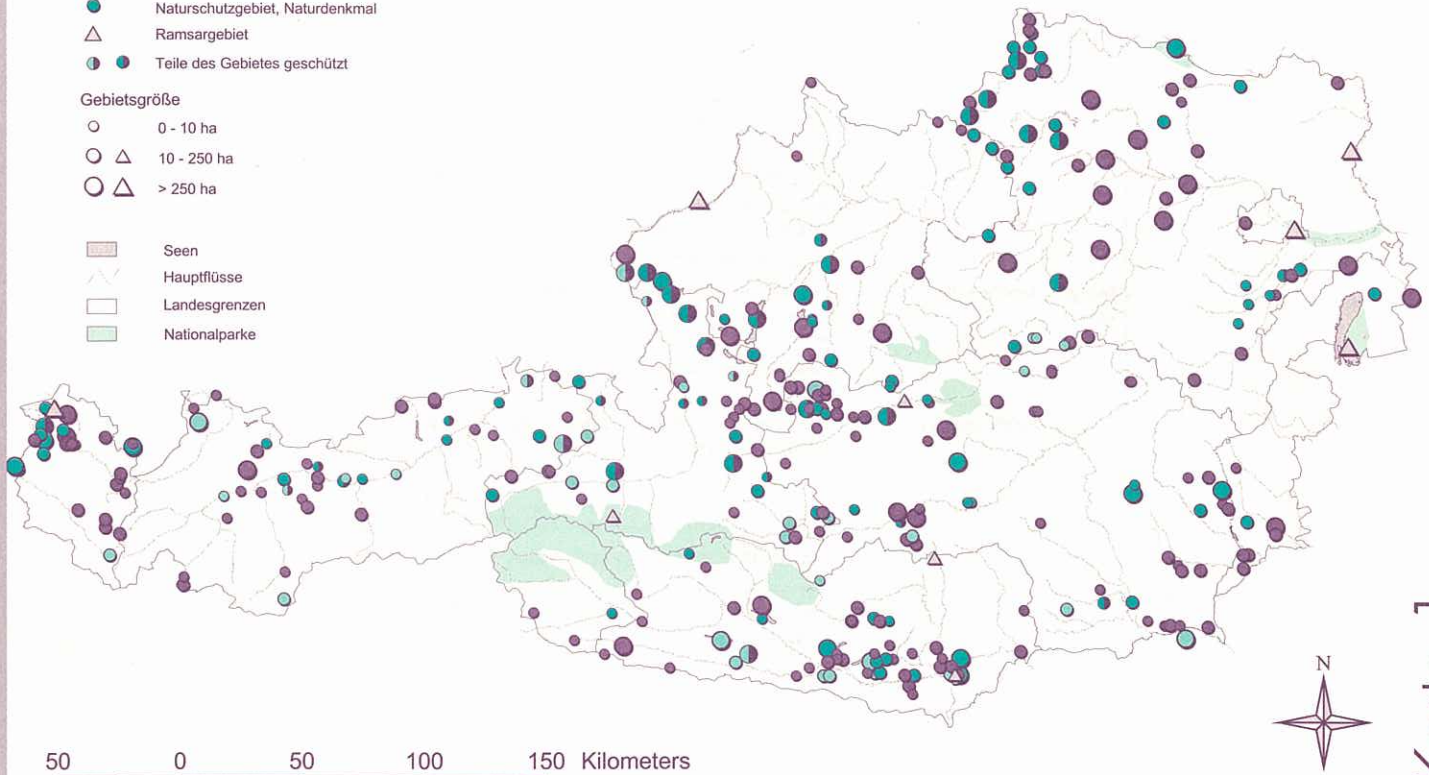 Naturschutzgebiet, Naturdenkmal
Ramsargebiet
Teile des Gebietes geschützt
Gebietsgröße
0 - 10 ha
10 - 250 ha
> 250 ha
Seen
Hauptflüsse
Landesgrenzen
Nationalparke
N
50 0 50 100 150 Kilometers